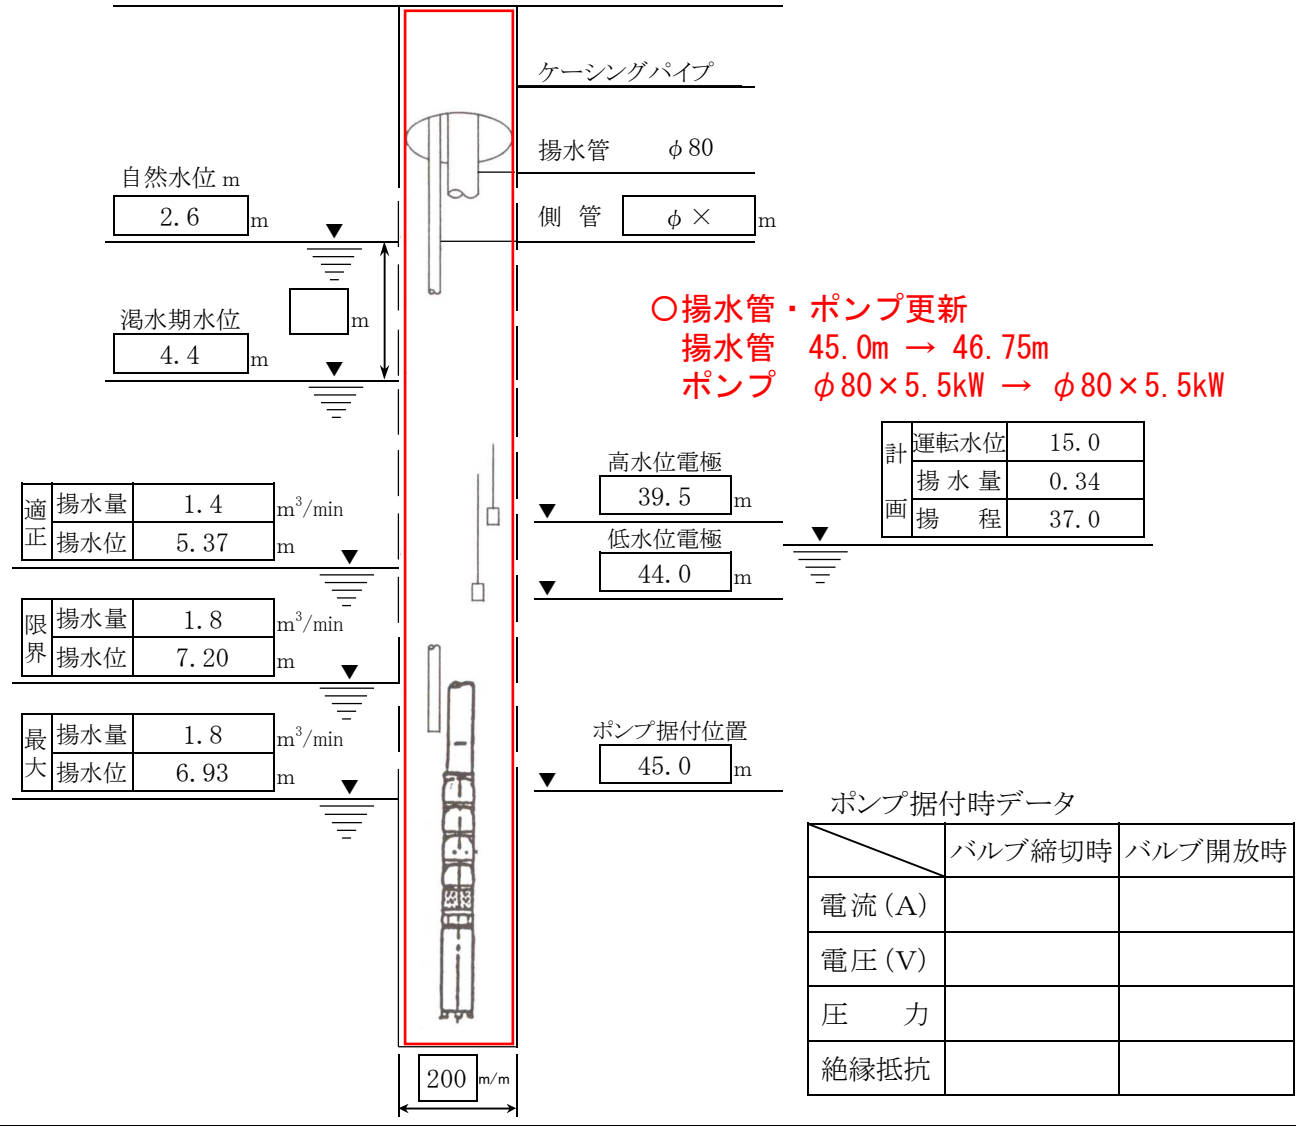 ケーシングパイプ
揚水管 φ80
自然水位 m
2.6 m
側 管 φ × m
渇水期水位
4.4 m
m
○揚水管・ポンプ更新
揚水管 45.0m → 46.75m
ポンプ φ80×5.5kW → φ80×5.5kW
計画
運転水位 15.0
揚水量 0.34
揚 程 37.0
高水位電極
39.5 m
低水位電極
44.0 m
適正
揚水量 1.4 m³/min
揚水位 5.37 m
限界
揚水量 1.8 m³/min
揚水位 7.20 m
最大
揚水量 1.8 m³/min
揚水位 6.93 m
ポンプ据付位置
45.0 m
ポンプ据付時データ
バルブ締切時 バルブ開放時
電流(A)
電圧(V)
圧 力
絶縁抵抗
200 m/m